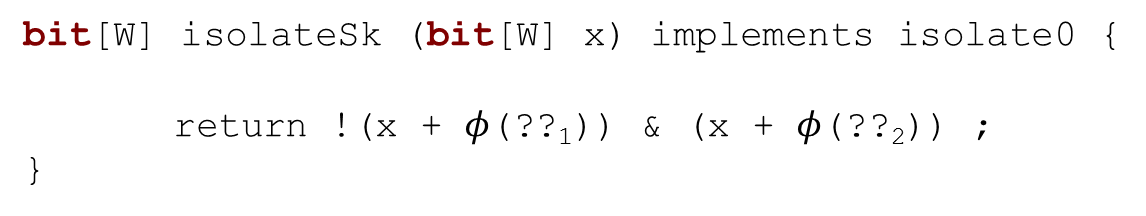 bit[W] isolateSk (bit[W] x) implements isolate0 {
return !(x + ϕ(??₁)) & (x + ϕ(??₂)) ;
}